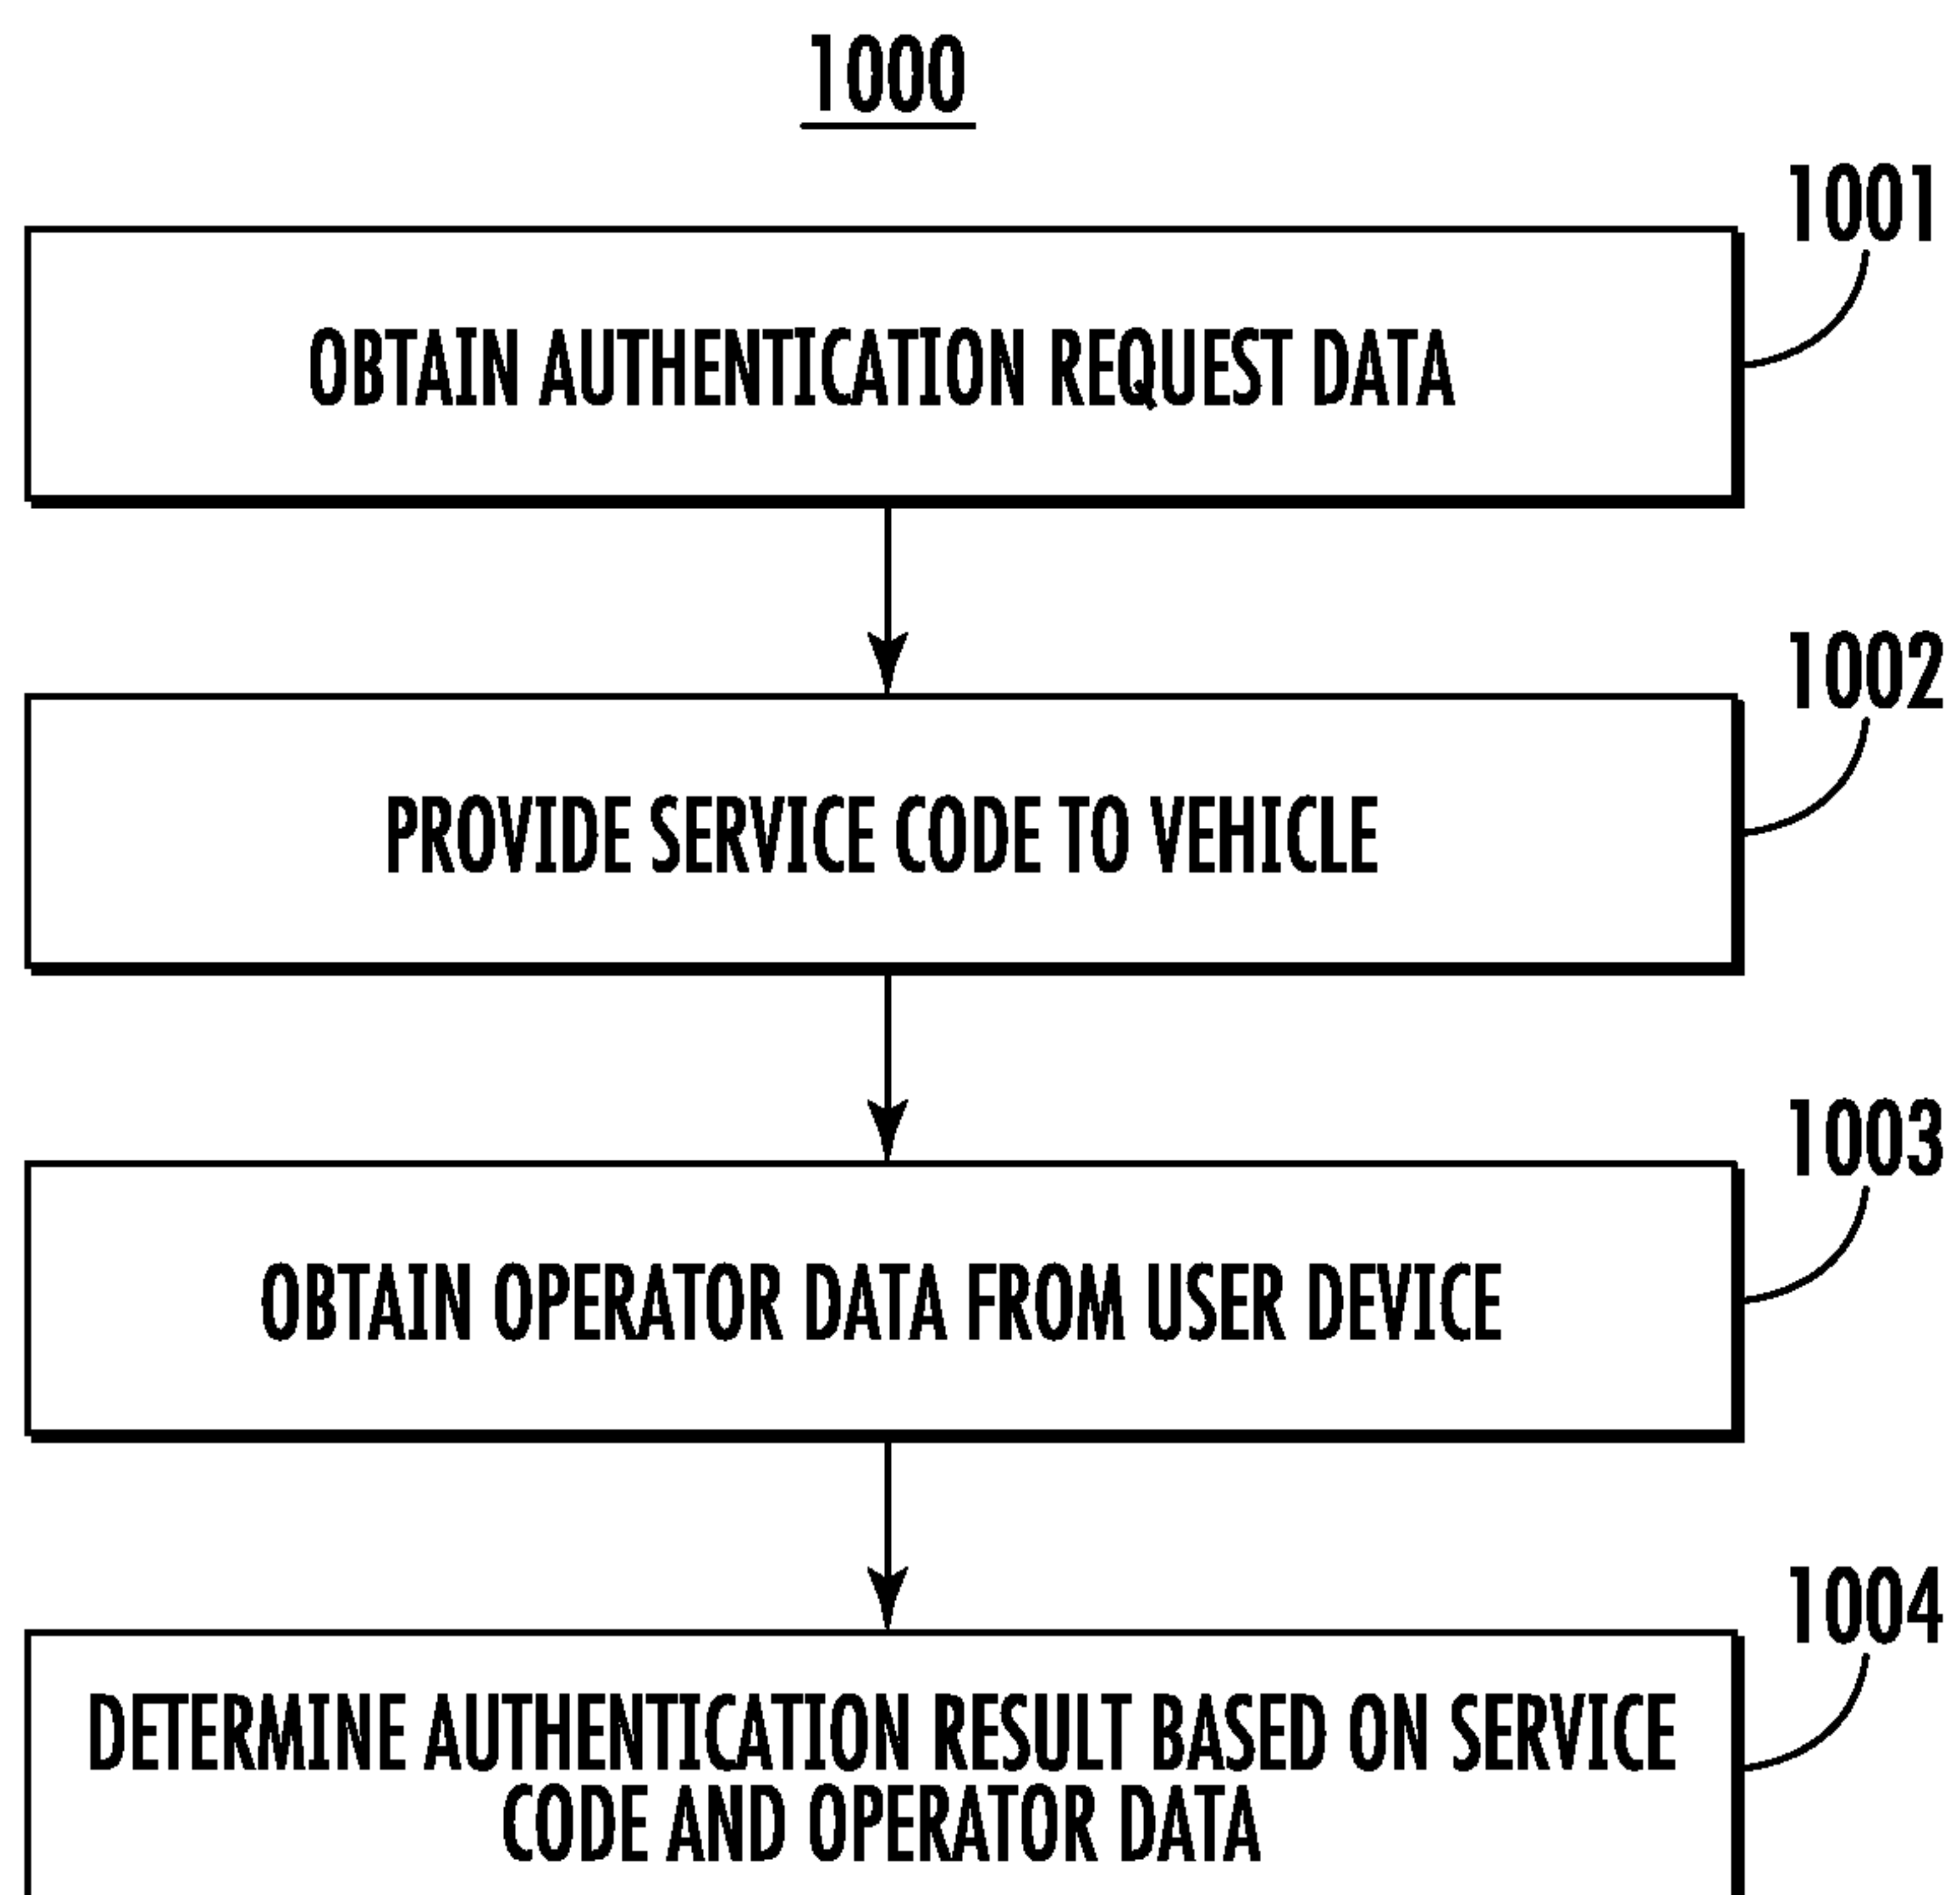 1000
1001
OBTAIN AUTHENTICATION REQUEST DATA
1002
PROVIDE SERVICE CODE TO VEHICLE
1003
OBTAIN OPERATOR DATA FROM USER DEVICE
1004
DETERMINE AUTHENTICATION RESULT BASED ON SERVICE
CODE AND OPERATOR DATA